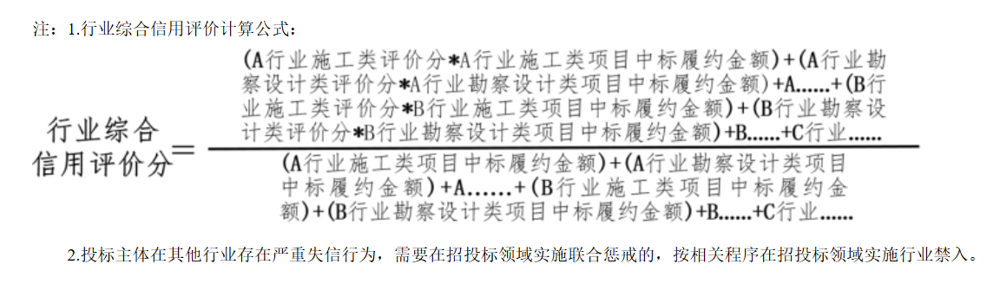 注：1.行业综合信用评价计算公式：
(A行业施工类评价分*A行业施工类项目中标履约金额)+(A行业勘
察设计类评价分*A行业勘察设计类项目中标履约金额)+A……+(B行
业施工类评价分*B行业施工类项目中标履约金额)+(B行业勘察设
计类评价分*B行业勘察设计类项目中标履约金额)+B……+C行业……
行业综合
信用评价分=
(A行业施工类项目中标履约金额)+(A行业勘察设计类项目
中标履约金额)+A……+(B行业施工类项目中标履约金
额)+(B行业勘察设计类项目中标履约金额)+B……+C行业……
2.投标主体在其他行业存在严重失信行为，需要在招投标领域实施联合惩戒的，按相关程序在招投标领域实施行业禁入。